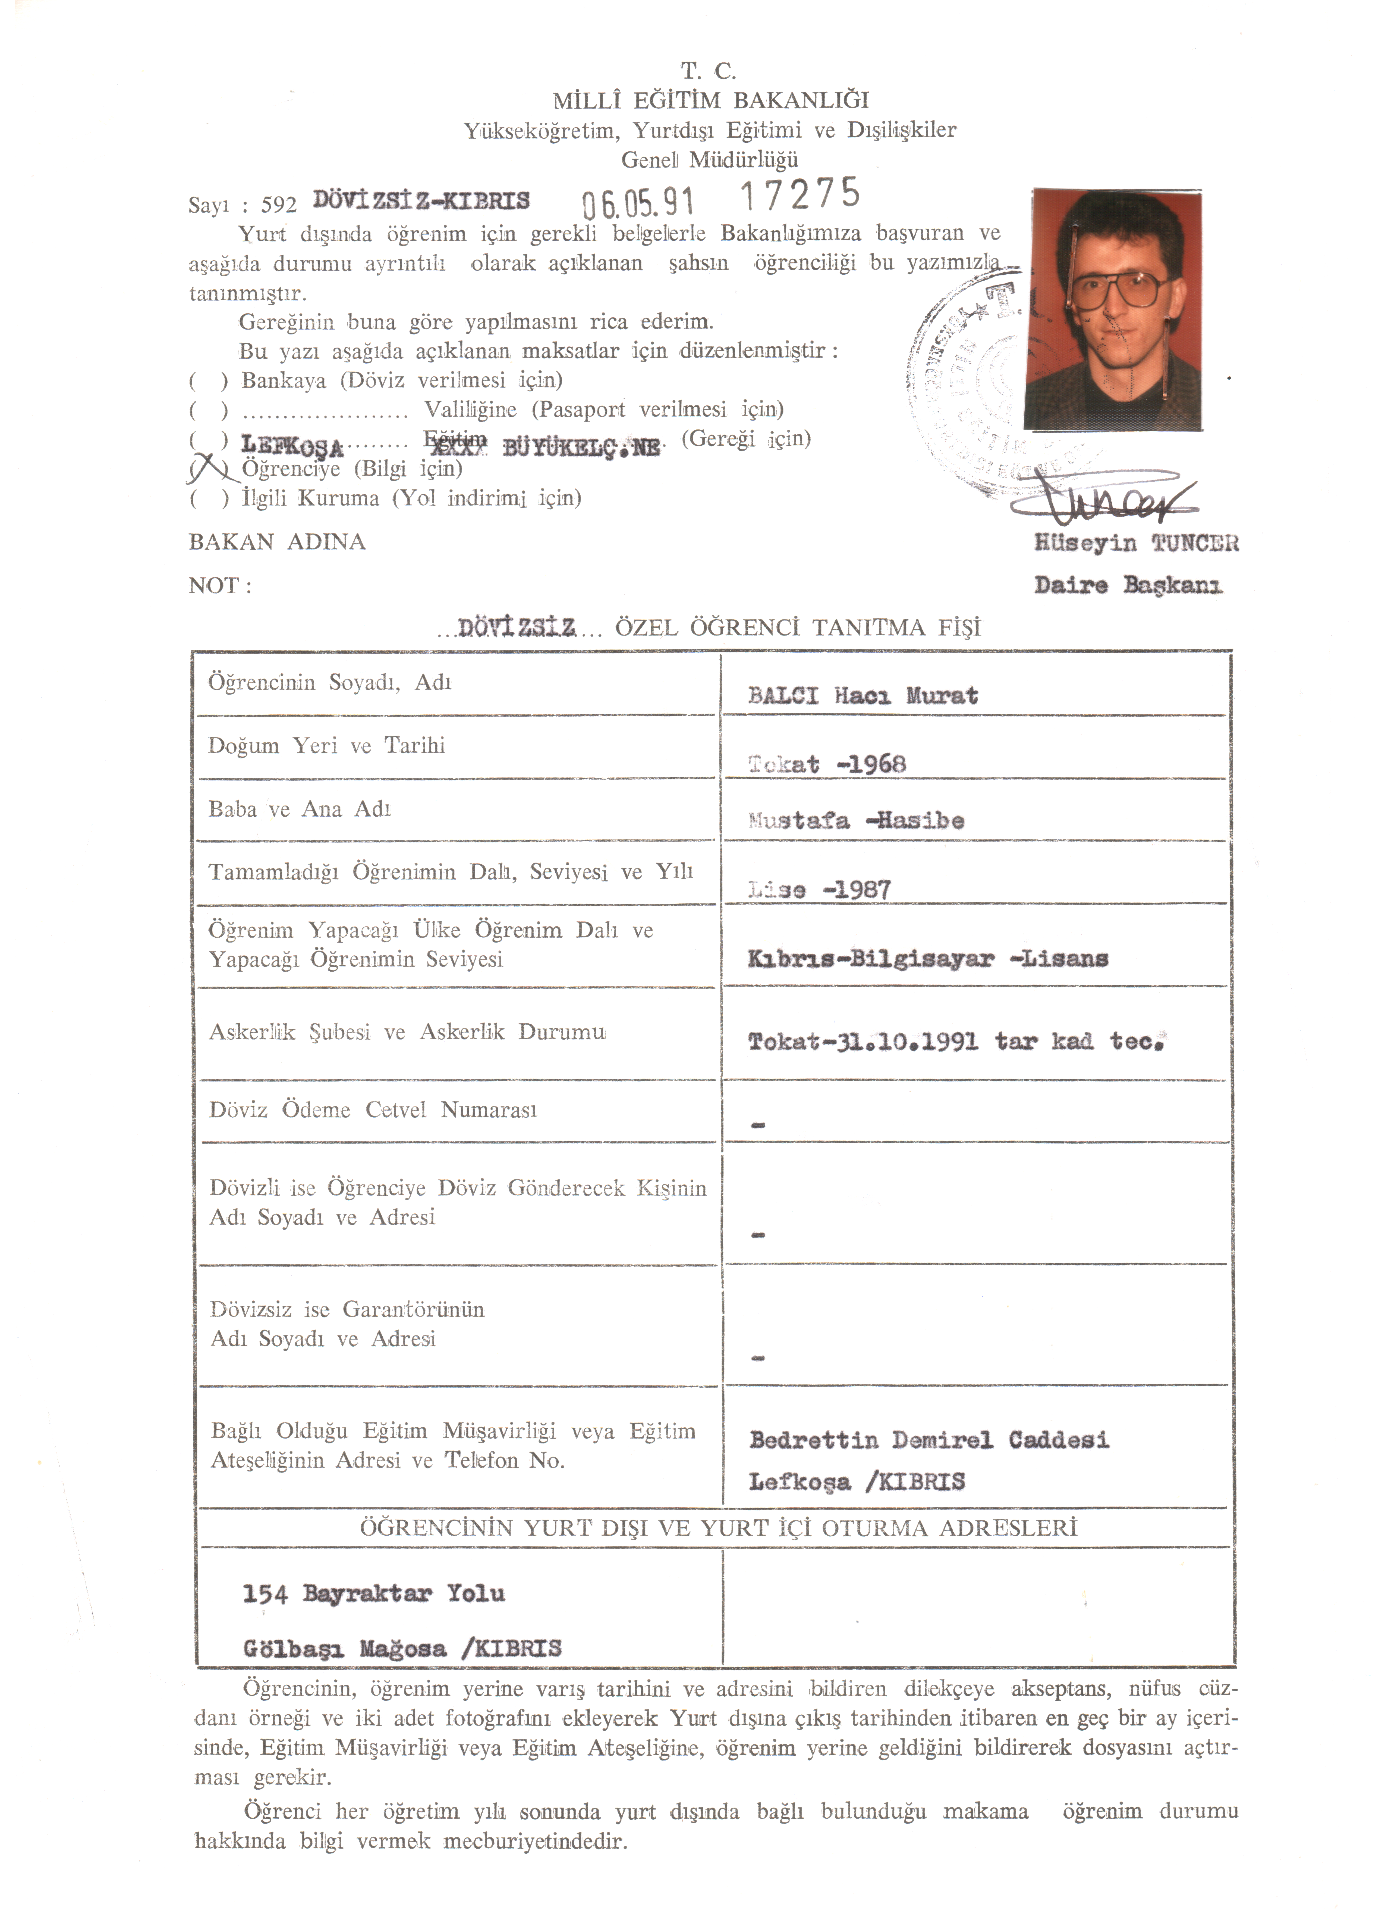 T. C.
MİLLÎ EĞİTİM BAKANLIĞI
Yükseköğretim, Yurtdışı Eğitimi ve Dışilişkiler
Genel Müdürlüğü
Sayı : 592 DÖVİZSİZ-KIBRIS 06.05.91 17275
Yurt dışında öğrenim için gerekli belgelerle Bakanlığımıza başvuran ve
aşağıda durumu ayrıntılı olarak açıklanan şahsın öğrenciliği bu yazımızla
tanınmıştır.
Gereğinin buna göre yapılmasını rica ederim.
Bu yazı aşağıda açıklanan maksatlar için düzenlenmiştir :
( ) Bankaya (Döviz verilmesi için)
( ) ..................... Valiliğine (Pasaport verilmesi için)
( ) LEFKOŞA........ Eğitim BÜYÜKELÇ.NE. (Gereği için)
(X) Öğrenciye (Bilgi için)
( ) İlgili Kuruma (Yol indirimi için)
BAKAN ADINA
Tuncer
Hüseyin TUNCER
NOT :
Daire Başkanı
...DÖVİZSİZ... ÖZEL ÖĞRENCİ TANITMA FİŞİ
Öğrencinin Soyadı, Adı
BALCI Hacı Murat
Doğum Yeri ve Tarihi
Tokat -1968
Baba ve Ana Adı
Mustafa -Hasibe
Tamamladığı Öğrenimin Dalı, Seviyesi ve Yılı
Lise -1987
Öğrenim Yapacağı Ülke Öğrenim Dalı ve
Yapacağı Öğrenimin Seviyesi
Kıbrıs-Bilgisayar -Lisans
Askerlik Şubesi ve Askerlik Durumu
Tokat-31.10.1991 tar kad tec.
Döviz Ödeme Cetvel Numarası
-
Dövizli ise Öğrenciye Döviz Gönderecek Kişinin
Adı Soyadı ve Adresi
-
Dövizsiz ise Garantörünün
Adı Soyadı ve Adresi
-
Bağlı Olduğu Eğitim Müşavirliği veya Eğitim
Ateşeliğinin Adresi ve Telefon No.
Bedrettin Demirel Caddesi
Lefkoşa /KIBRIS
ÖĞRENCİNİN YURT DIŞI VE YURT İÇİ OTURMA ADRESLERİ
154 Bayraktar Yolu
Gölbaşı Mağosa /KIBRIS
Öğrencinin, öğrenim yerine varış tarihini ve adresini bildiren dilekçeye akseptans, nüfus cüz-
danı örneği ve iki adet fotoğrafını ekleyerek Yurt dışına çıkış tarihinden itibaren en geç bir ay içeri-
sinde, Eğitim Müşavirliği veya Eğitim Ateşeliğine, öğrenim yerine geldiğini bildirerek dosyasını açtır-
ması gerekir.
Öğrenci her öğretim yılı sonunda yurt dışında bağlı bulunduğu makama öğrenim durumu
hakkında bilgi vermek mecburiyetindedir.